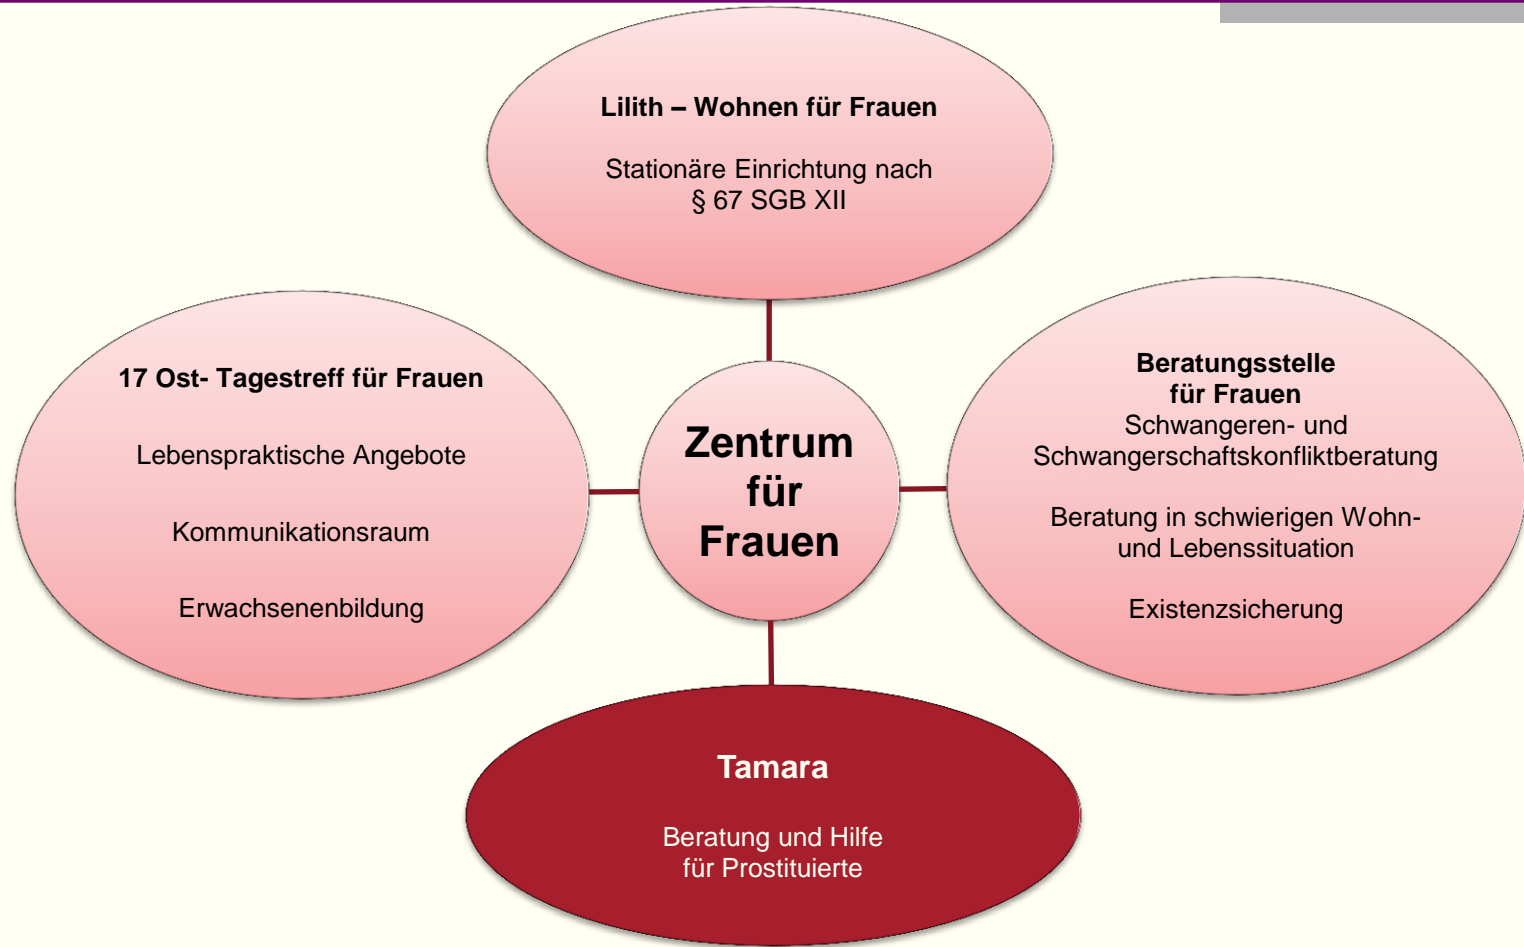 Lilith – Wohnen für Frauen
Stationäre Einrichtung nach
§ 67 SGB XII
17 Ost- Tagestreff für Frauen
Lebenspraktische Angebote
Kommunikationsraum
Erwachsenenbildung
Zentrum
für
Frauen
Beratungsstelle
für Frauen
Schwangeren- und
Schwangerschaftskonfliktberatung
Beratung in schwierigen Wohn-
und Lebenssituation
Existenzsicherung
Tamara
Beratung und Hilfe
für Prostituierte